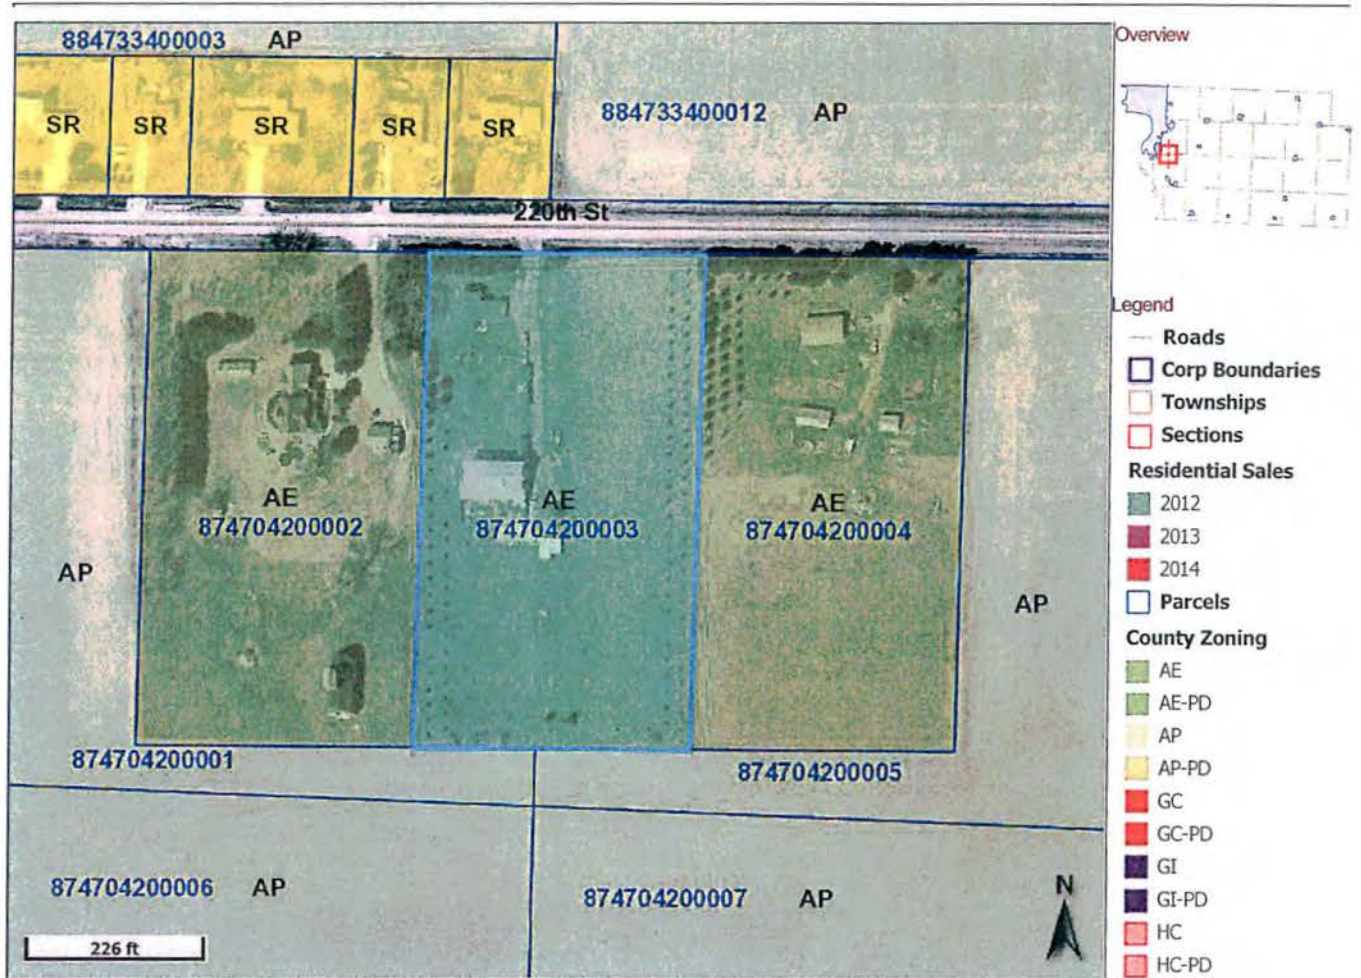 884733400003 AP
SR SR SR SR SR
884733400012 AP
220th St
AE
874704200002
AE
874704200003
AE
874704200004
AP
AP
874704200001
874704200005
874704200006 AP
874704200007 AP
226 ft
N
Overview
Legend
Roads
Corp Boundaries
Townships
Sections
Residential Sales
2012
2013
2014
Parcels
County Zoning
AE
AE-PD
AP
AP-PD
GC
GC-PD
GI
GI-PD
HC
HC-PD